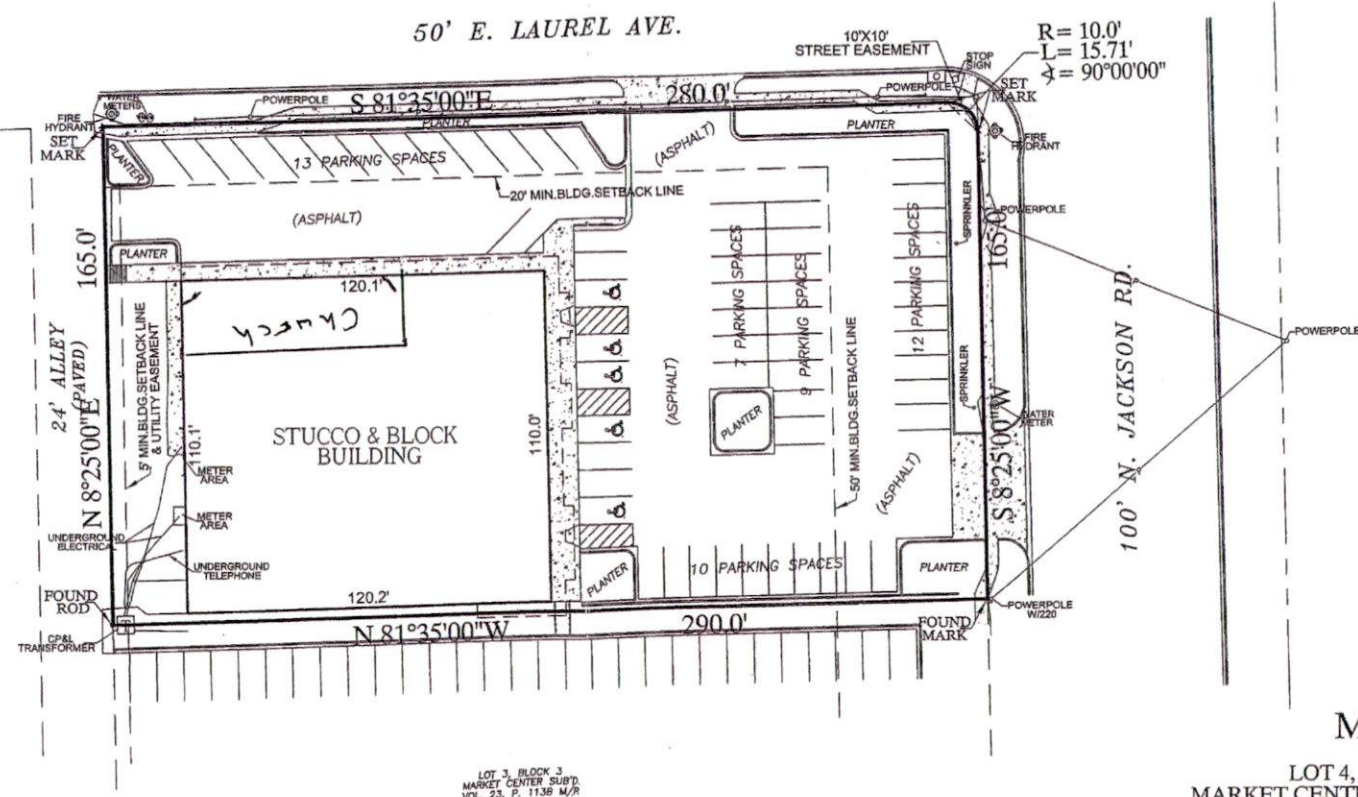 50' E. LAUREL AVE.
10'X10'
STREET EASEMENT
R= 10.0'
L= 15.71'
∡= 90°00'00"
STOP
SIGN
SET
MARK
POWERPOLE
WATER
METERS
FIRE
HYDRANT
SET
MARK
POWERPOLE
S 81°35'00"E
280.0'
PLANTER
PLANTER
FIRE
HYDRANT
PLANTER
13 PARKING SPACES
(ASPHALT)
20' MIN.BLDG.SETBACK LINE
(ASPHALT)
SPRINKLER
POWERPOLE
165.0'
165.0'
PLANTER
120.1'
Church
7 PARKING SPACES
9 PARKING SPACES
12 PARKING SPACES
100' N. JACKSON RD.
POWERPOLE
24' ALLEY
(PAVED)
N 8°25'00"E
5' MIN.BLDG.SETBACK LINE
& UTILITY EASEMENT
110.1'
STUCCO & BLOCK
BUILDING
110.0'
(ASPHALT)
PLANTER
50' MIN.BLDG.SETBACK LINE
(ASPHALT)
SPRINKLER
WATER
METER
S 8°25'00"W
METER
AREA
METER
AREA
UNDERGROUND
ELECTRICAL
UNDERGROUND
TELEPHONE
PLANTER
10 PARKING SPACES
PLANTER
FOUND
ROD
120.2'
POWERPOLE
W/220
CP&L
TRANSFORMER
N 81°35'00"W
290.0'
FOUND
MARK
LOT 3, BLOCK 3
MARKET CENTER SUB'D.
VOL. 23, P. 113B M/R
M
LOT 4,
MARKET CENT